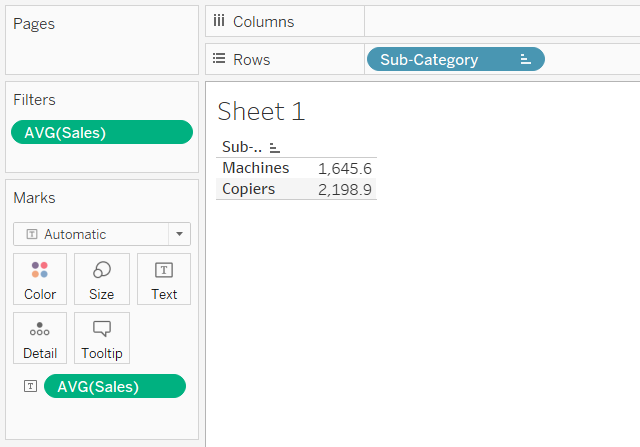 Pages
Columns
Rows
Sub-Category
Filters
AVG(Sales)
Sheet 1
Sub-..
Machines 1,645.6
Copiers 2,198.9
Marks
T Automatic
Color Size T Text
Detail Tooltip
T AVG(Sales)